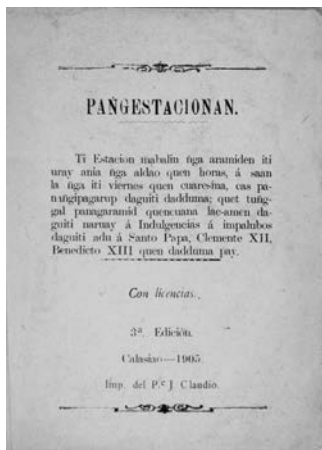 PAÑGESTACIONAN.
Ti Estacion mabalin ñga aramiden iti
uray ania ñga aldao quen horas, á saan
la ñga iti viernes quen cuaresma, cas pa-
nañgipagarup daguiti dadduma; quet tuñg-
gal panagaramid quencuana lac-amen da-
guiti naruay á Indulgencias á impalubos
daguiti adu á Santo Papa, Clemente XII,
Benedicto XIII quen dadduma pay.
Con licencias.
3ª. Edición.
Calasiao—1905.
Imp. del P.e J. Claudio.